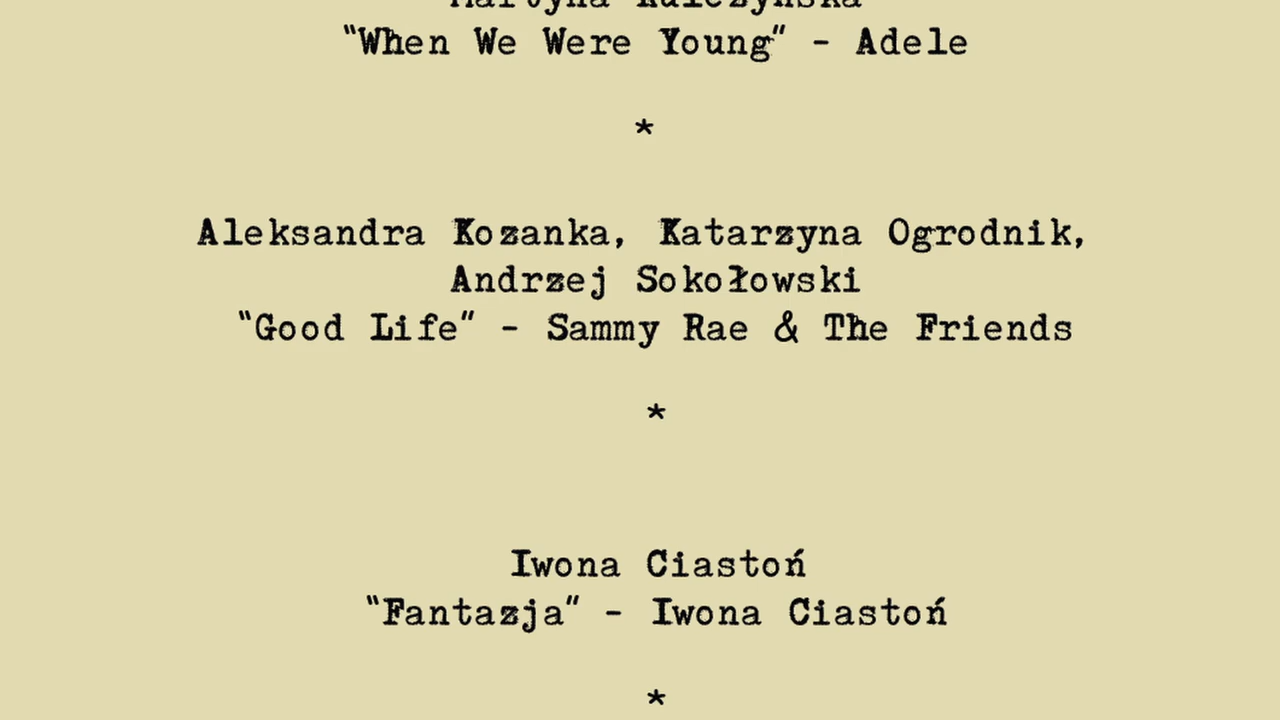 Martyna
"When We Were Young" - Adele
*
Aleksandra Kozanka, Katarzyna Ogrodnik,
Andrzej Sokołowski
"Good Life" - Sammy Rae & The Friends
*
Iwona Ciastoń
"Fantazja" - Iwona Ciastoń
*